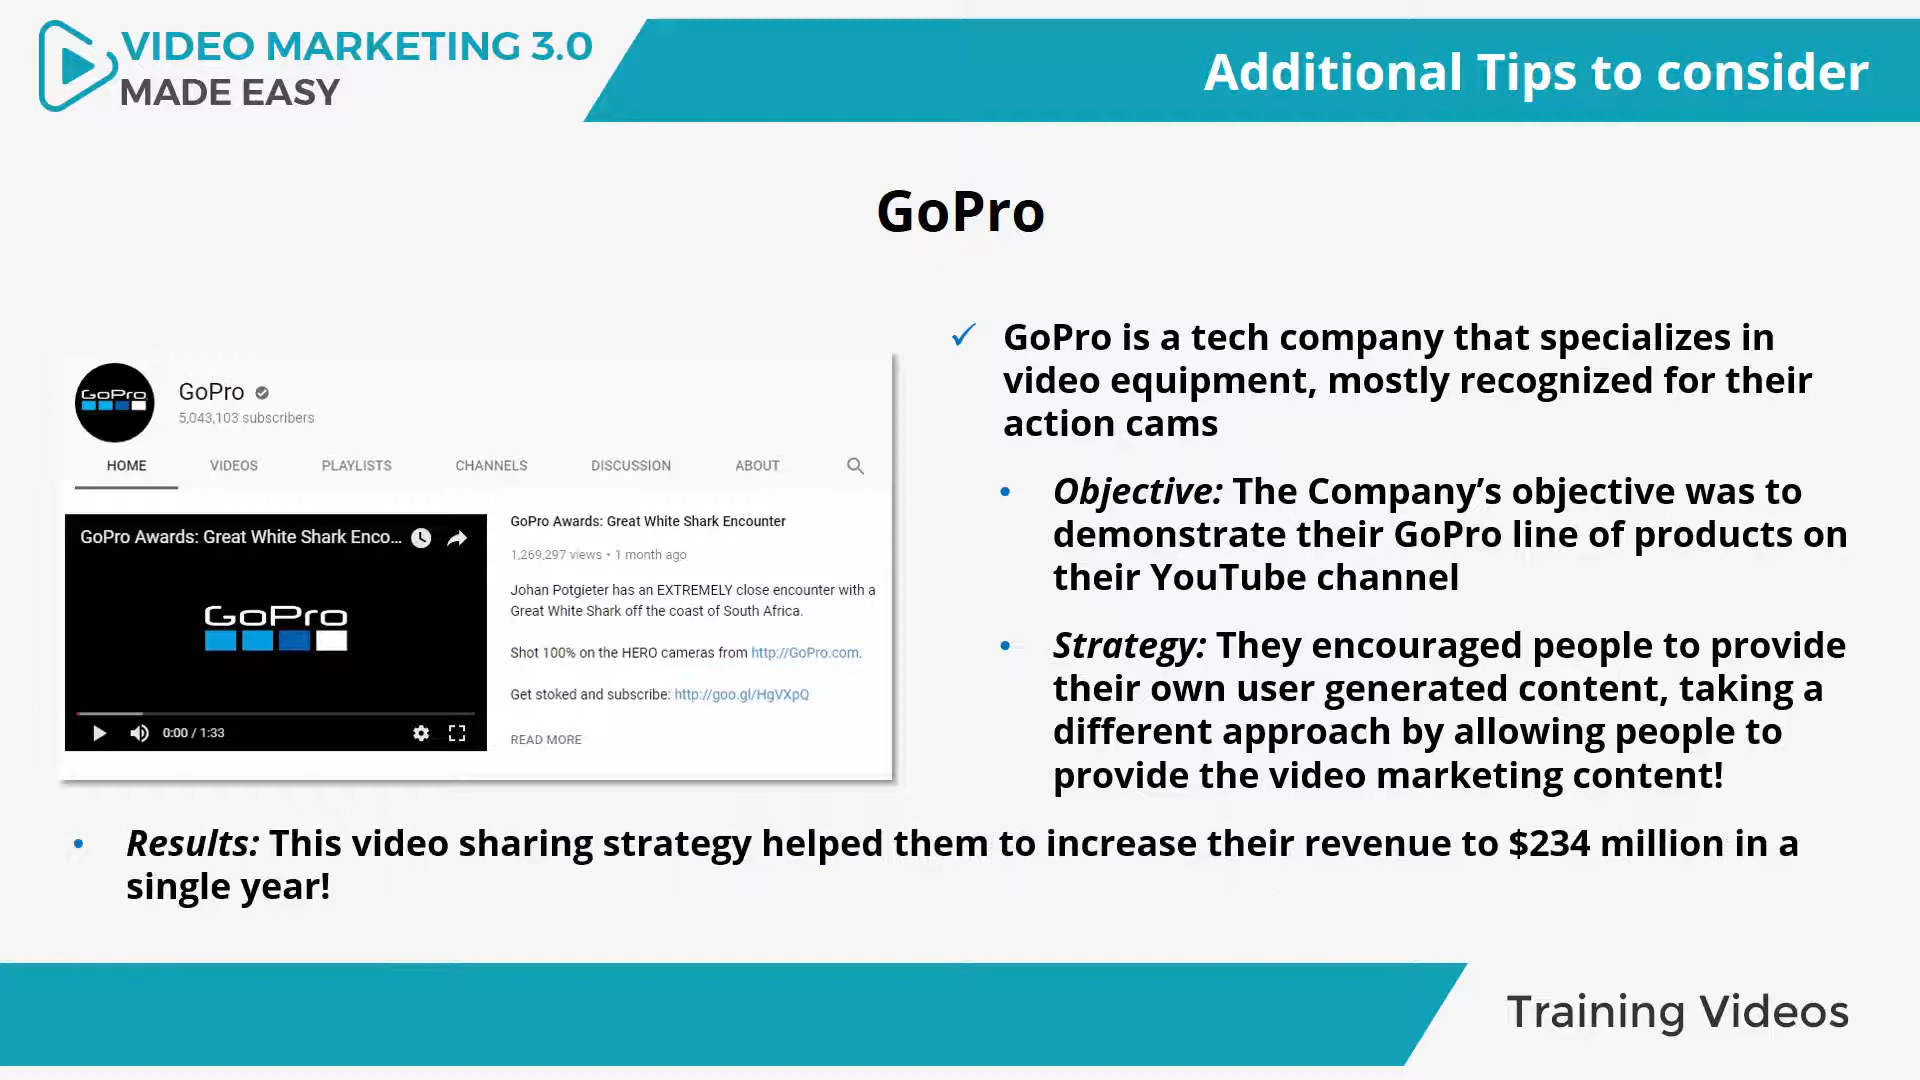 VIDEO MARKETING 3.0
MADE EASY
Additional Tips to consider
GoPro
GoPro
GoPro
5,043,103 subscribers
HOME VIDEOS PLAYLISTS CHANNELS DISCUSSION ABOUT
GoPro Awards: Great White Shark Enco...
GoPro
0:00 / 1:33
GoPro Awards: Great White Shark Encounter
1,269,297 views • 1 month ago
Johan Potgieter has an EXTREMELY close encounter with a
Great White Shark off the coast of South Africa.
Shot 100% on the HERO cameras from http://GoPro.com.
Get stoked and subscribe: http://goo.gl/HgVXpQ
READ MORE
✓ GoPro is a tech company that specializes in
video equipment, mostly recognized for their
action cams
• Objective: The Company’s objective was to
demonstrate their GoPro line of products on
their YouTube channel
• Strategy: They encouraged people to provide
their own user generated content, taking a
different approach by allowing people to
provide the video marketing content!
• Results: This video sharing strategy helped them to increase their revenue to $234 million in a
single year!
Training Videos